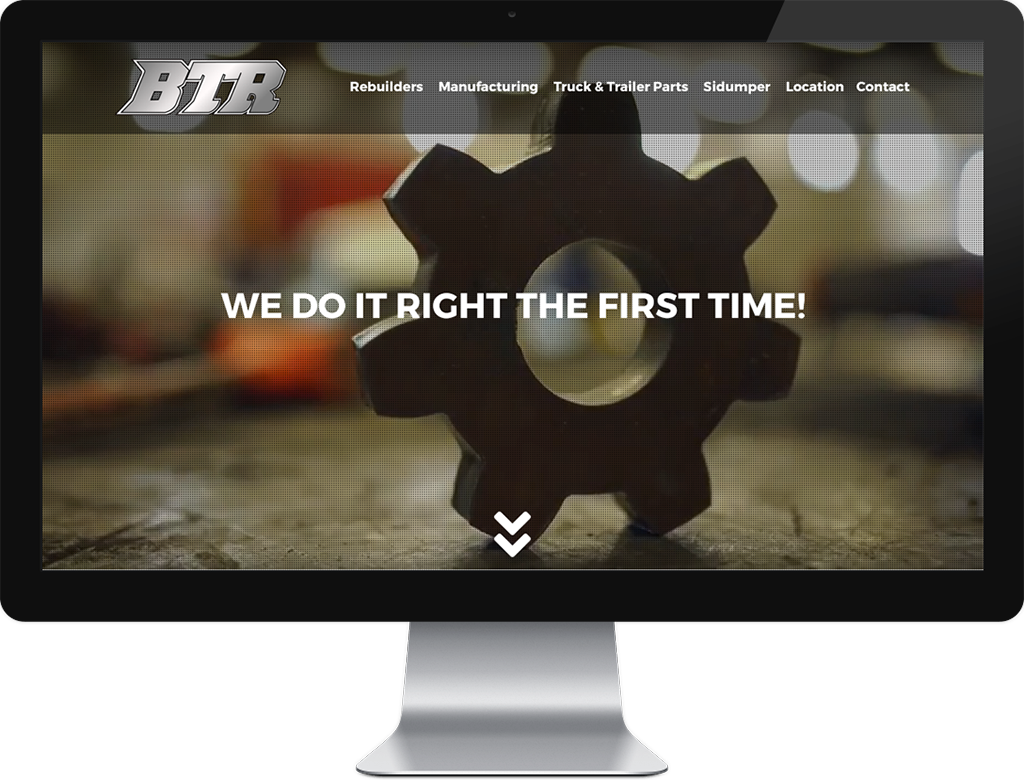 BTR
Rebuilders Manufacturing Truck & Trailer Parts Sidumper Location Contact
WE DO IT RIGHT THE FIRST TIME!